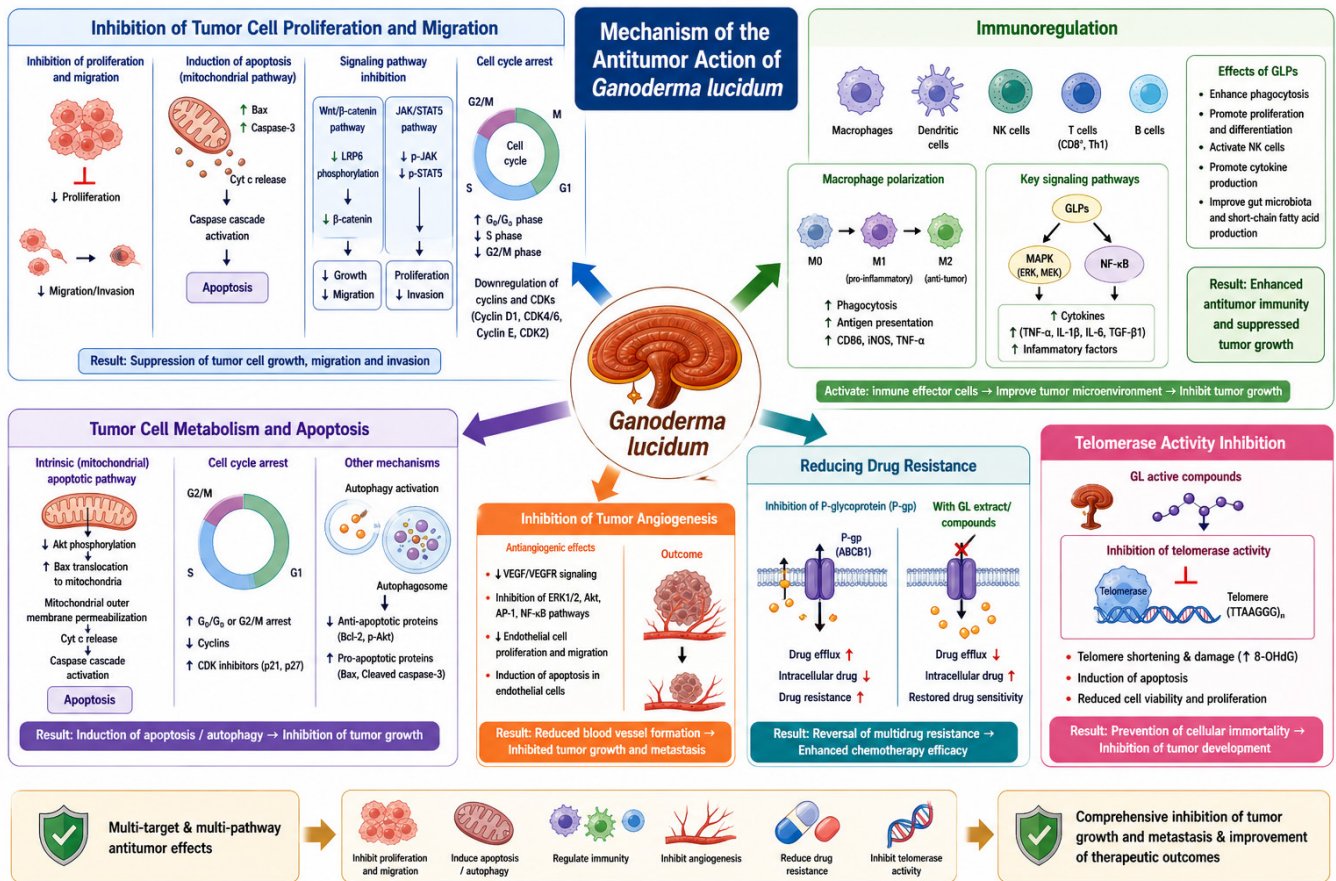 Inhibition of Tumor Cell Proliferation and Migration
Inhibition of proliferation
and migration
↓ Prolliferation
↓ Migration/Invasion
Induction of apoptosis
(mitochondrial pathway)
↑ Bax
↑ Caspase-3
Cyt c release
Caspase cascade
activation
Apoptosis
Signaling pathway
inhibition
Wnt/β-catenin
pathway
↓ LRP6
phosphorylation
↓ β-catenin
↓ Growth
↓ Migration
JAK/STAT5
pathway
↓ p-JAK
↓ p-STAT5
Proliferation
↓ Invasion
Cell cycle arrest
G2/M
M
Cell
cycle
S
G1
↑ G₀/G₀ phase
↓ S phase
↓ G2/M phase
Downregulation of
cyclins and CDKs
(Cyclin D1, CDK4/6,
Cyclin E, CDK2)
Result: Suppression of tumor cell growth, migration and invasion
Mechanism of the
Antitumor Action of
Ganoderma lucidum
Immunoregulation
Macrophages
Dendritic
cells
NK cells
T cells
(CD8⁺, Th1)
B cells
Effects of GLPs
• Enhance phagocytosis
• Promote proliferation
and differentiation
• Activate NK cells
• Promote cytokine
production
• Improve gut microbiota
and short-chain fatty acid
production
Macrophage polarization
M0
M1
M2
(pro-inflammatory)
(anti-tumor)
↑ Phagocytosis
↑ Antigen presentation
↑ CD86, iNOS, TNF-α
Key signaling pathways
GLPs
MAPK
(ERK, MEK)
NF-κB
↑ Cytokines
↑ (TNF-α, IL-1β, IL-6, TGF-β1)
↑ Inflammatory factors
Result: Enhanced
antitumor immunity
and suppressed
tumor growth
Activate: inmune effector cells → Improve tumor microenvironment → Inhibit tumor growth
Ganoderma
lucidum
Tumor Cell Metabolism and Apoptosis
Intrinsic (mitochondrial)
apoptotic pathway
↓ Akt phosphorylation
↑ Bax translocation
to mitochondria
Mitochondrial outer
membrane permeabilization
Cyt c release
Caspase cascade
activation
Apoptosis
Cell cycle arrest
G2/M
S
G1
↑ G₀/G₀ or G2/M arrest
↓ Cyclins
↑ CDK inhibitors (p21, p27)
Other mechanisms
Autophagy activation
Autophagosome
↓ Anti-apoptotic proteins
(Bcl-2, p-Akt)
↑ Pro-apoptotic proteins
(Bax, Cleaved caspase-3)
Result: Induction of apoptosis / autophagy → Inhibition of tumor growth
Inhibition of Tumor Angiogenesis
Antiangiogenic effects
• ↓ VEGF/VEGFR signaling
• Inhibition of ERK1/2, Akt,
AP-1, NF-κB pathways
• ↓ Endothelial cell
proliferation and migration
• Induction of apoptosis in
endothelial cells
Outcome
Result: Reduced blood vessel formation →
Inhibited tumor growth and metastasis
Reducing Drug Resistance
Inhibition of P-glycoprotein (P-gp)
P-gp
(ABCB1)
Drug efflux ↑
Intracellular drug ↓
Drug resistance ↑
With GL extract/
compounds
Drug efflux ↓
Intracellular drug ↑
Restored drug sensitivity
Result: Reversal of multidrug resistance →
Enhanced chemotherapy efficacy
Telomerase Activity Inhibition
GL active compounds
Inhibition of telomerase activity
Telomerase
Telomere
(TTAAGGG)n
• Telomere shortening & damage (↑ 8-OHdG)
• Induction of apoptosis
• Reduced cell viability and proliferation
Result: Prevention of cellular immortality →
Inhibition of tumor development
Multi-target & multi-pathway
antitumor effects
Inhibit proliferation
and migration
Induce apoptosis
/ autophagy
Regulate immunity
Inhibit angiogenesis
Reduce drug
resistance
Inhibit telomerase
activity
Comprehensive inhibition of tumor
growth and metastasis & improvement
of therapeutic outcomes